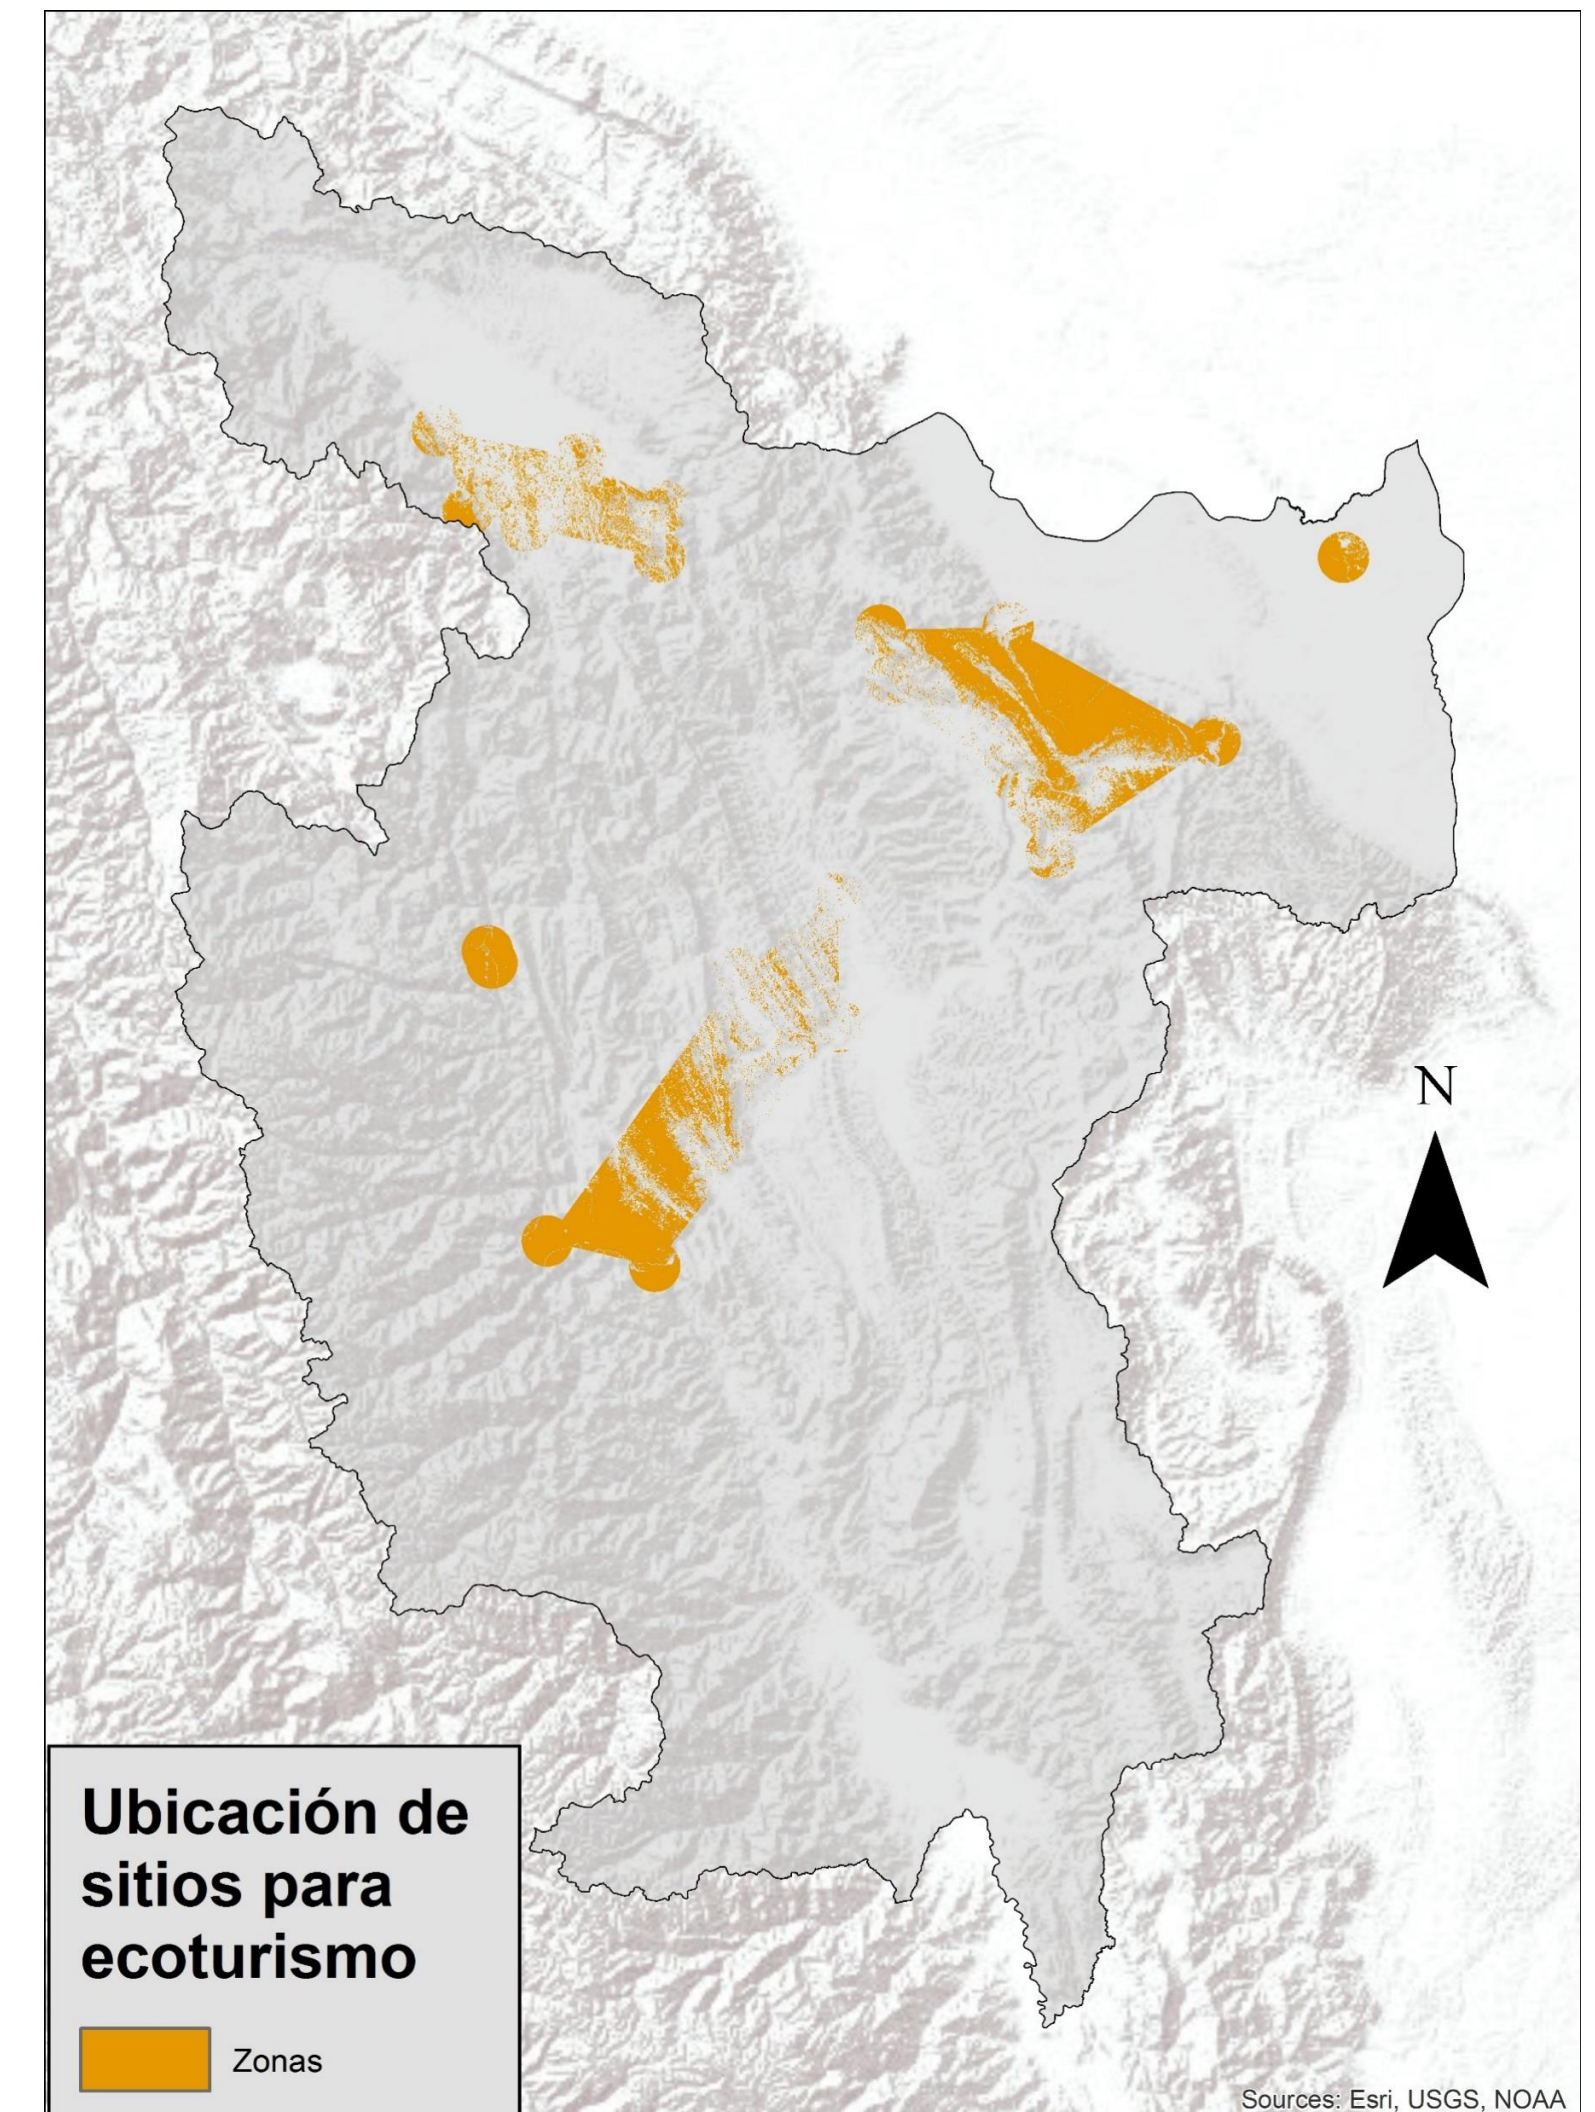 N
Ubicación de
sitios para
ecoturismo
Zonas
Sources: Esri, USGS, NOAA